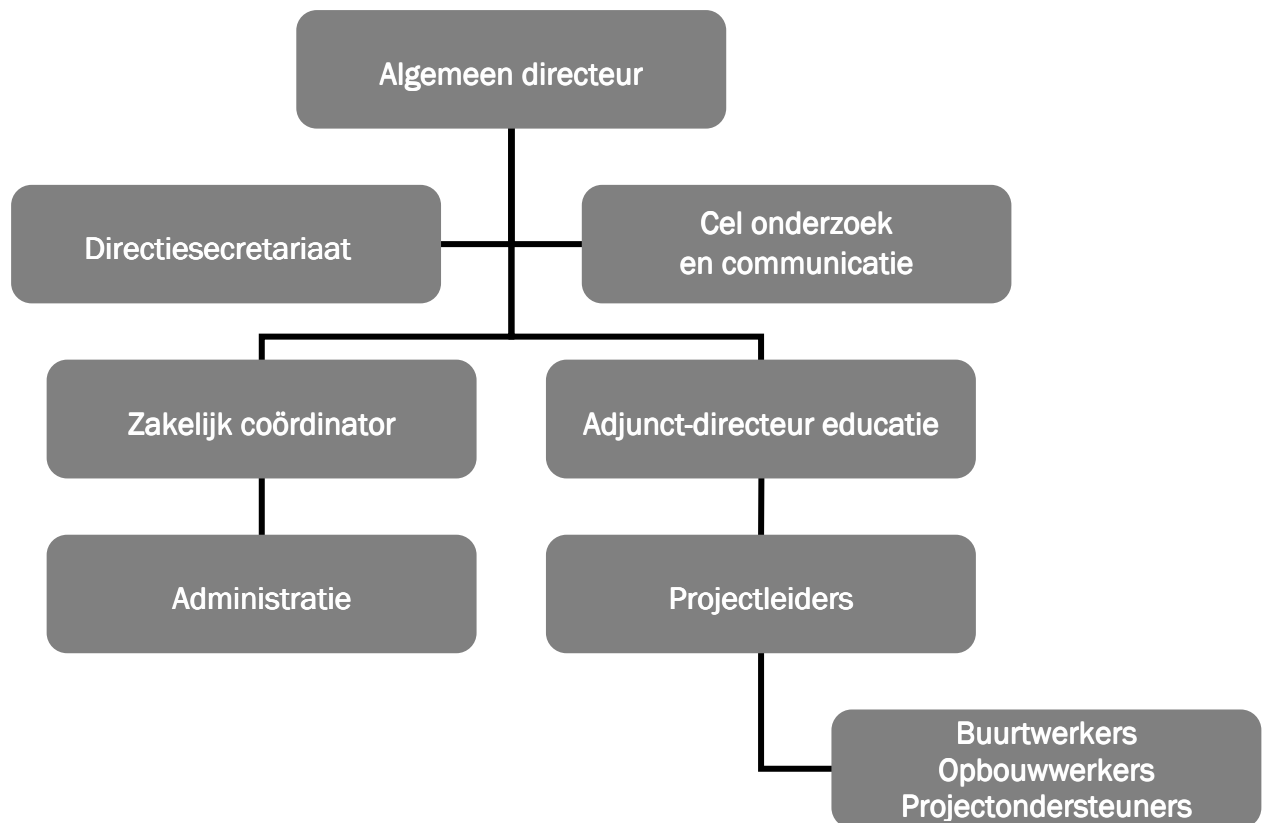 Algemeen directeur
Directiesecretariaat
Cel onderzoek
en communicatie
Zakelijk coördinator
Adjunct-directeur educatie
Administratie
Projectleiders
Buurtwerkers
Opbouwwerkers
Projectondersteuners